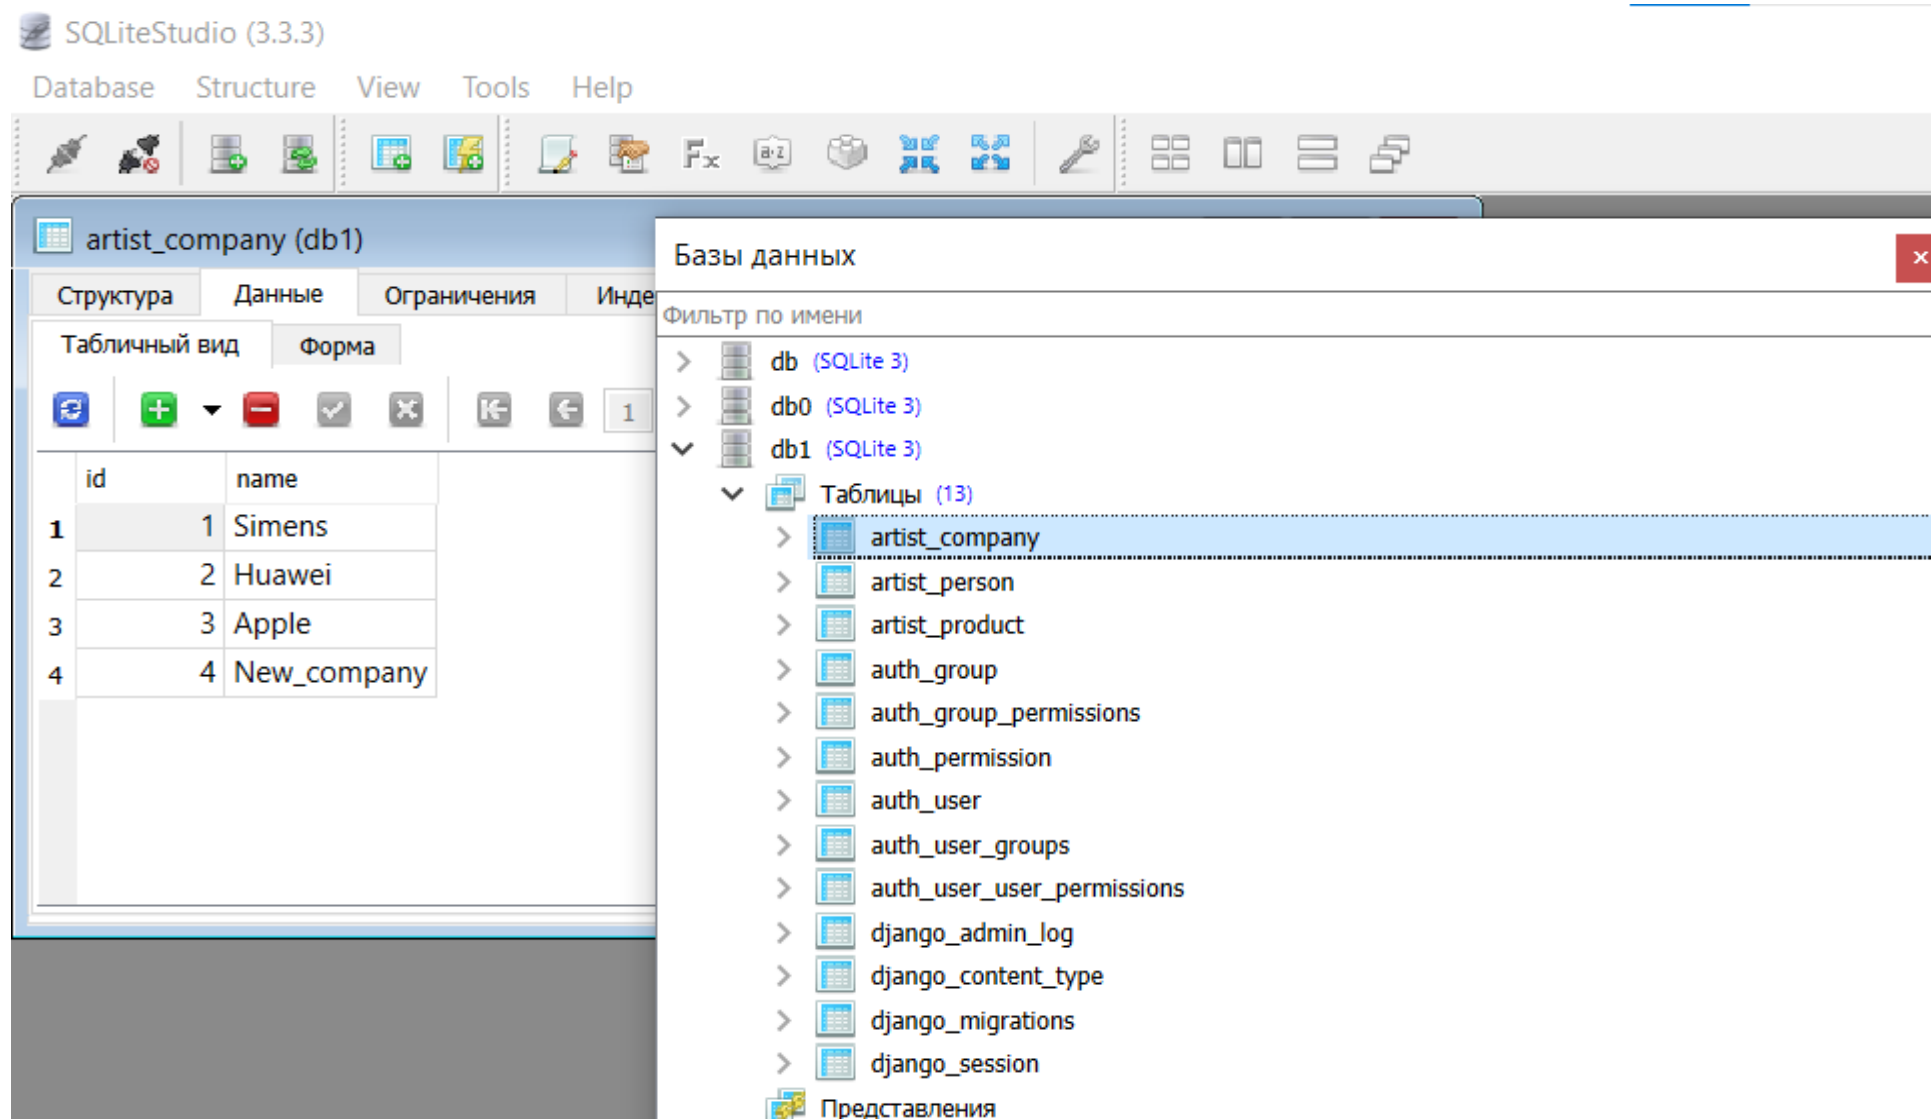 SQLiteStudio (3.3.3)
Database Structure View Tools Help
Fx a·z
artist_company (db1)
Структура Данные Ограничения
Табличный вид Форма
1
id name
1 1 Simens
2 2 Huawei
3 3 Apple
4 4 New_company
Базы данных
Фильтр по имени
db (SQLite 3)
db0 (SQLite 3)
db1 (SQLite 3)
Таблицы (13)
artist_company
artist_person
artist_product
auth_group
auth_group_permissions
auth_permission
auth_user
auth_user_groups
auth_user_user_permissions
django_admin_log
django_content_type
django_migrations
django_session
Представления